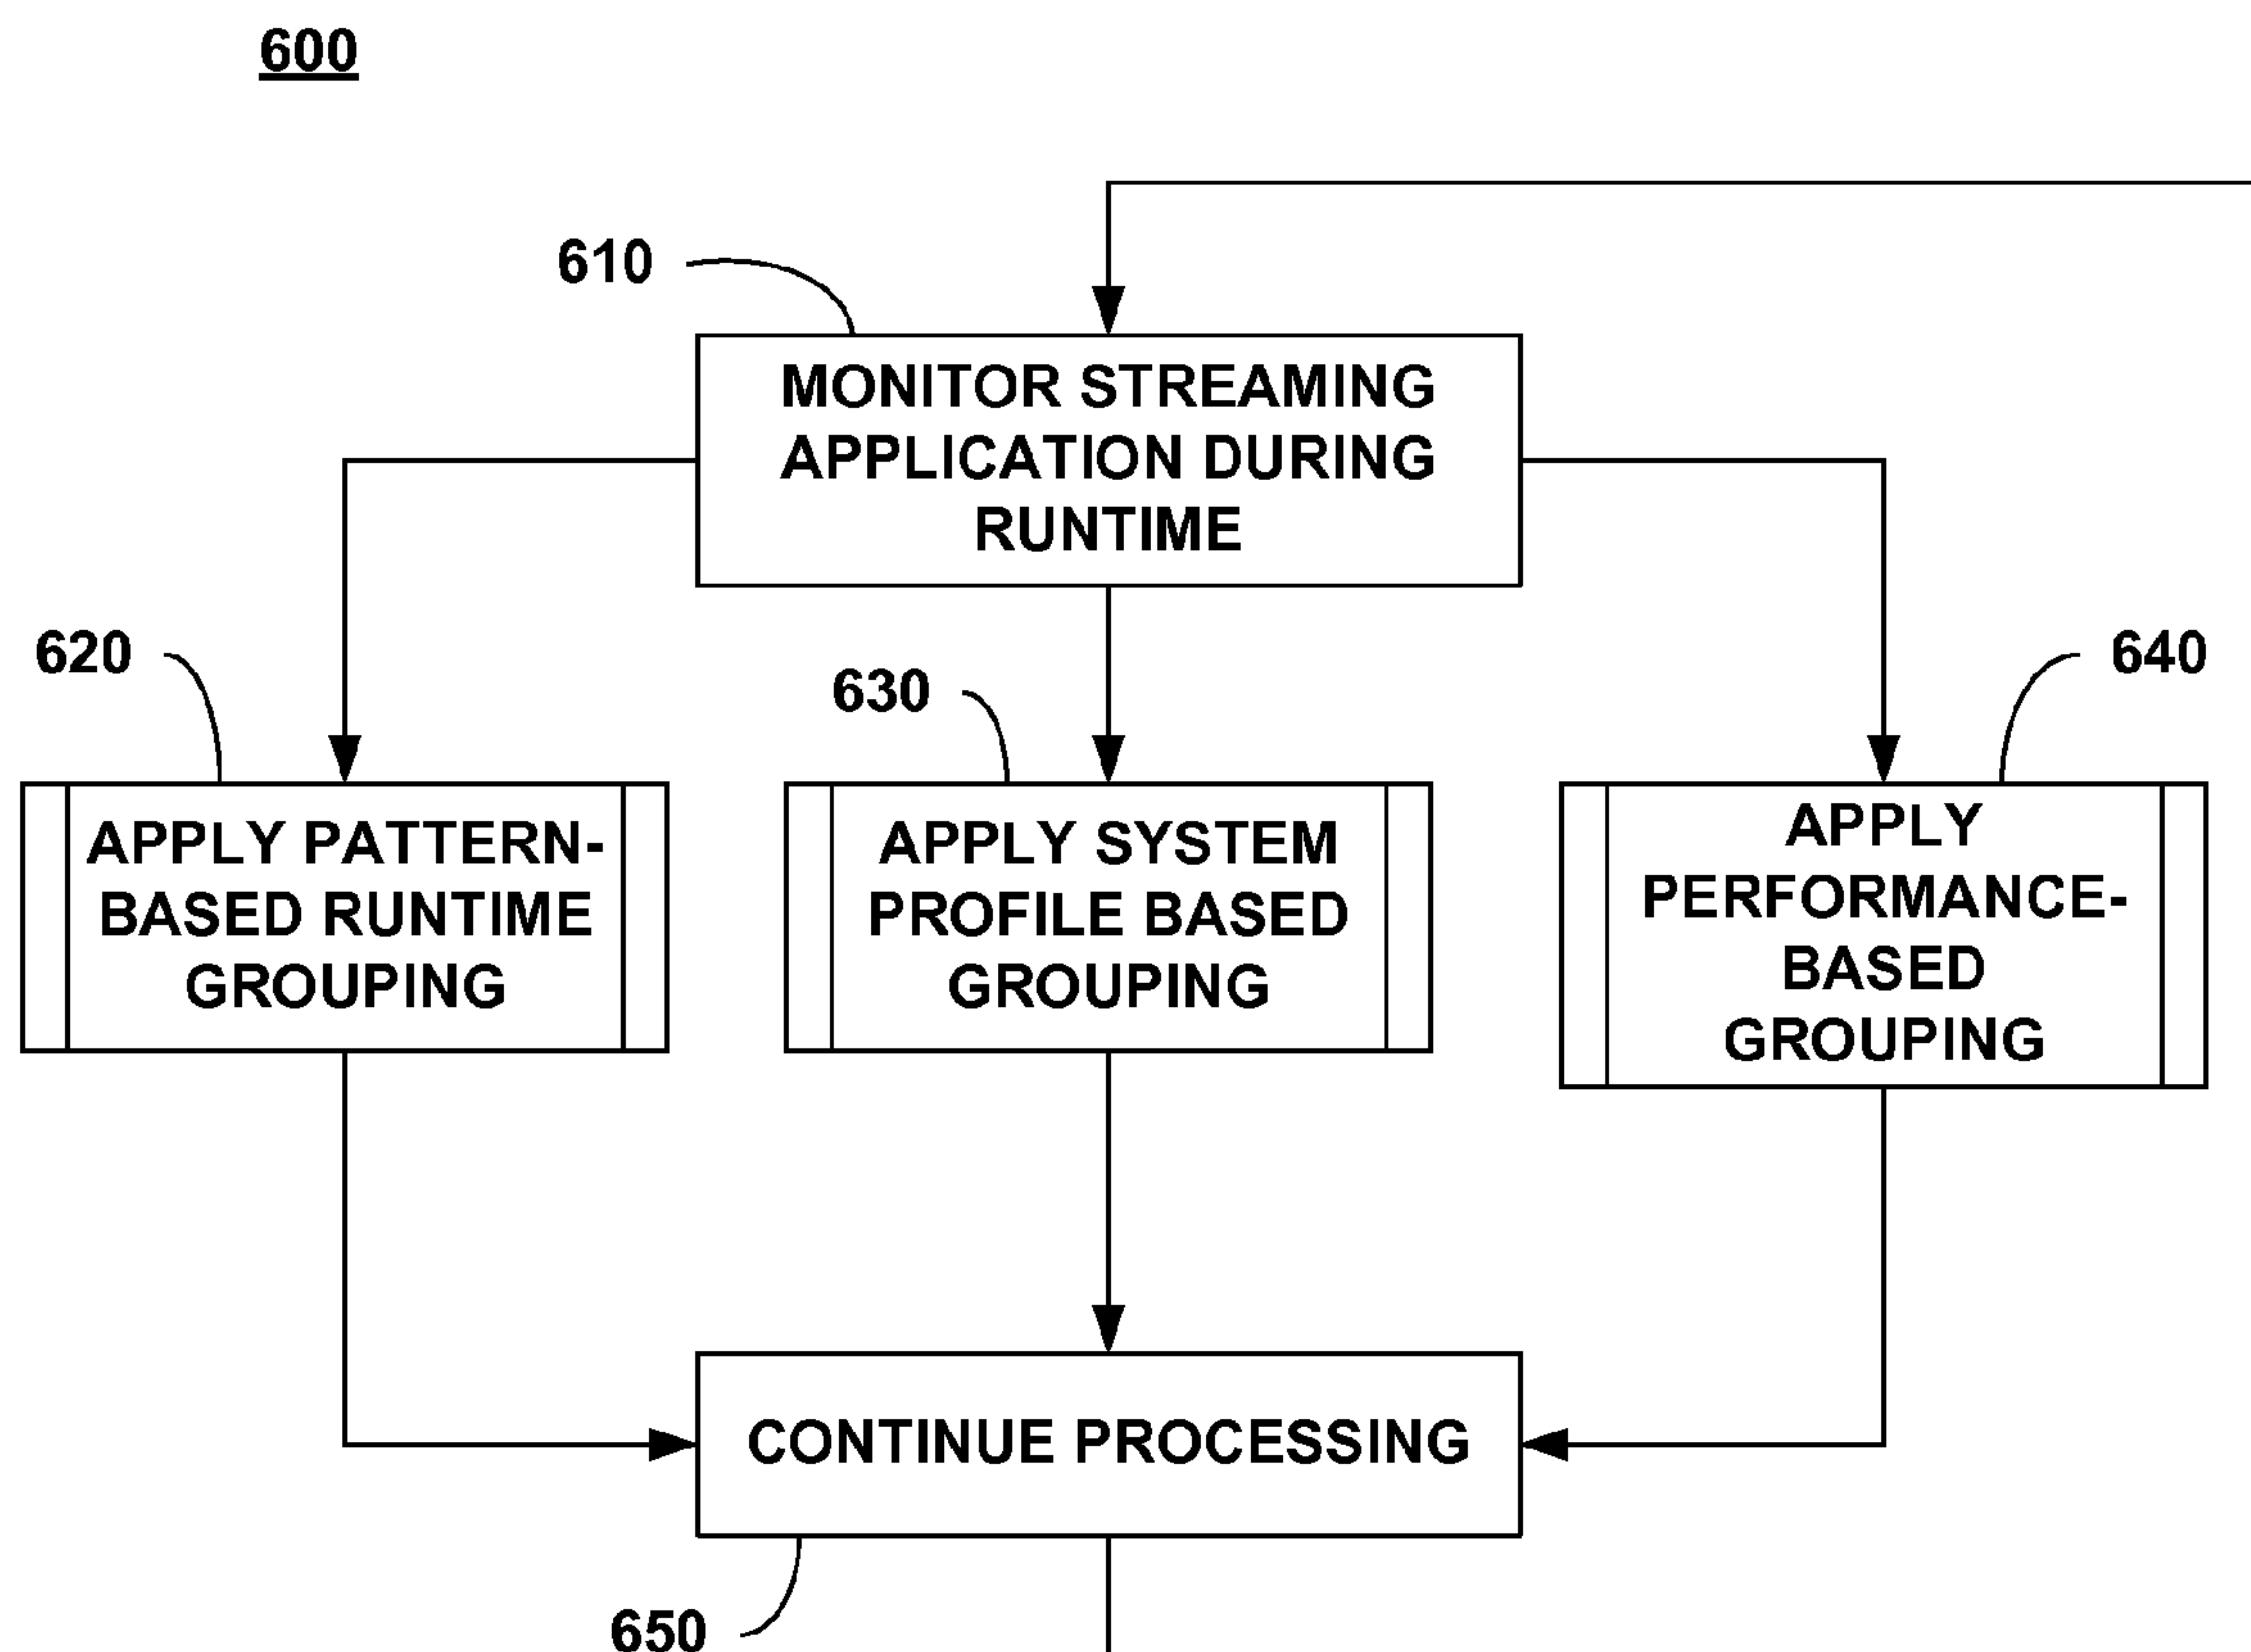 600
610
MONITOR STREAMING
APPLICATION DURING
RUNTIME
620
630
640
APPLY PATTERN-
BASED RUNTIME
GROUPING
APPLY SYSTEM
PROFILE BASED
GROUPING
APPLY
PERFORMANCE-
BASED
GROUPING
CONTINUE PROCESSING
650